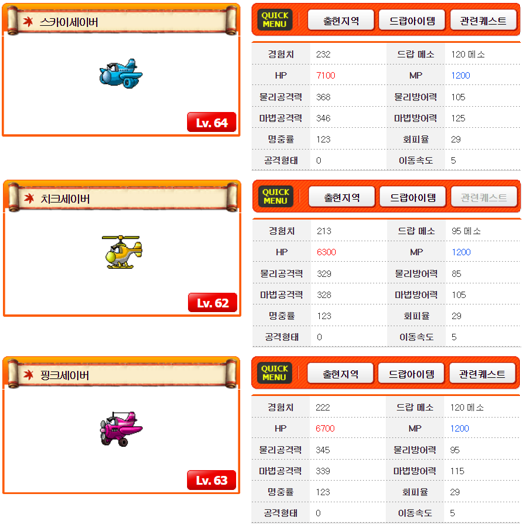 스카이세이버
Lv. 64
QUICK MENU 출현지역 드랍아이템 관련퀘스트
경험치 232 드랍 메소 120 메소
HP 7100 MP 1200
물리공격력 368 물리방어력 105
마법공격력 346 마법방어력 125
명중률 123 회피율 29
공격형태 0 이동속도 5
치크세이버
Lv. 62
QUICK MENU 출현지역 드랍아이템 관련퀘스트
경험치 213 드랍 메소 95 메소
HP 6300 MP 1200
물리공격력 329 물리방어력 85
마법공격력 328 마법방어력 105
명중률 123 회피율 29
공격형태 0 이동속도 5
핑크세이버
Lv. 63
QUICK MENU 출현지역 드랍아이템 관련퀘스트
경험치 222 드랍 메소 120 메소
HP 6700 MP 1200
물리공격력 345 물리방어력 95
마법공격력 339 마법방어력 115
명중률 123 회피율 29
공격형태 0 이동속도 5